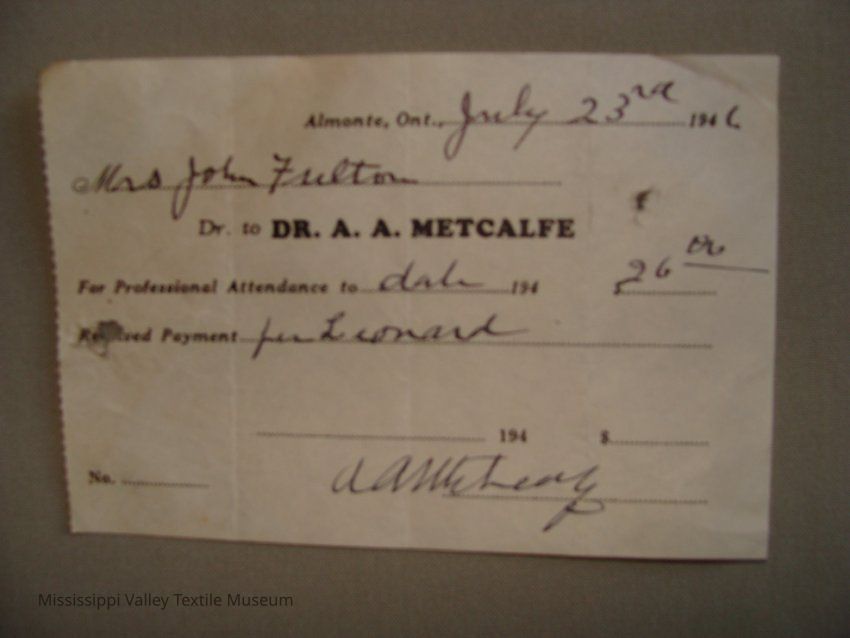 Almonte, Ont., July 23rd 1946
Mrs John Fulton
Dr. to DR. A. A. METCALFE
For Professional Attendance to date 194 $26 00
Received Payment per Leonard
194 $
No. AAMetcalfe
Mississippi Valley Textile Museum